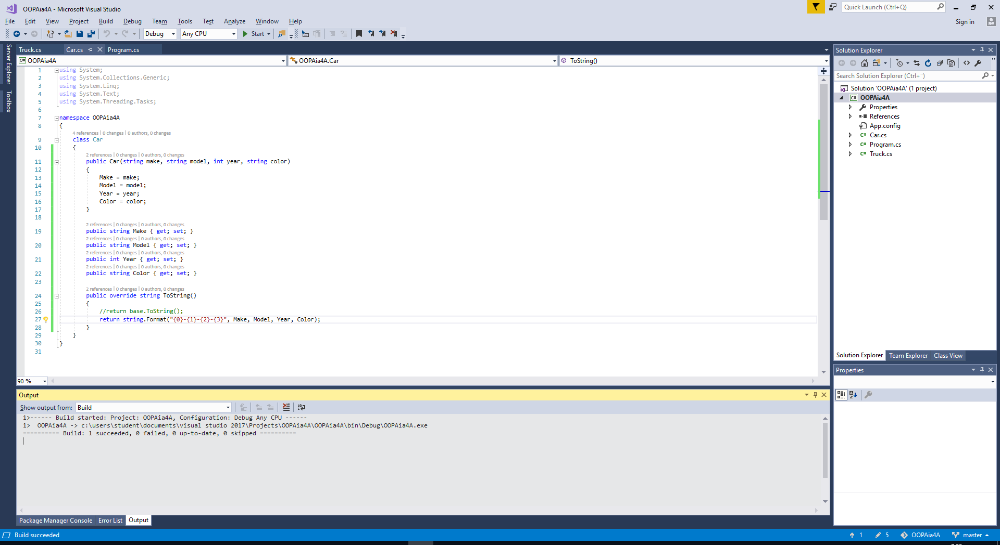 OOPAia4A - Microsoft Visual Studio
Quick Launch (Ctrl+Q)
File Edit View Project Build Debug Team Tools Test Analyze Window Help
Sign in
Debug Any CPU Start
Server Explorer
Toolbox
Truck.cs Car.cs Program.cs
C# OOPAia4A OOPAia4A.Car ToString()
1 using System;
2 using System.Collections.Generic;
3 using System.Linq;
4 using System.Text;
5 using System.Threading.Tasks;
6
7 namespace OOPAia4A
8 {
4 references | 0 changes | 0 authors, 0 changes
9 class Car
10 {
2 references | 0 changes | 0 authors, 0 changes
11 public Car(string make, string model, int year, string color)
12 {
13 Make = make;
14 Model = model;
15 Year = year;
16 Color = color;
17 }
18
2 references | 0 changes | 0 authors, 0 changes
19 public string Make { get; set; }
2 references | 0 changes | 0 authors, 0 changes
20 public string Model { get; set; }
2 references | 0 changes | 0 authors, 0 changes
21 public int Year { get; set; }
2 references | 0 changes | 0 authors, 0 changes
22 public string Color { get; set; }
23
2 references | 0 changes | 0 authors, 0 changes
24 public override string ToString()
25 {
26 //return base.ToString();
27 return string.Format("{0}-{1}-{2}-{3}", Make, Model, Year, Color);
28 }
29 }
30 }
31
90 %
Output
Show output from: Build
1>------ Build started: Project: OOPAia4A, Configuration: Debug Any CPU ------
1>  OOPAia4A -> c:\users\student\documents\visual studio 2017\Projects\OOPAia4A\OOPAia4A\bin\Debug\OOPAia4A.exe
========== Build: 1 succeeded, 0 failed, 0 up-to-date, 0 skipped ==========
Package Manager Console Error List Output
Solution Explorer
Search Solution Explorer (Ctrl+¨)
Solution 'OOPAia4A' (1 project)
C# OOPAia4A
Properties
References
App.config
C# Car.cs
C# Program.cs
C# Truck.cs
Solution Explorer Team Explorer Class View
Properties
Build succeeded
1 5 OOPAia4A master